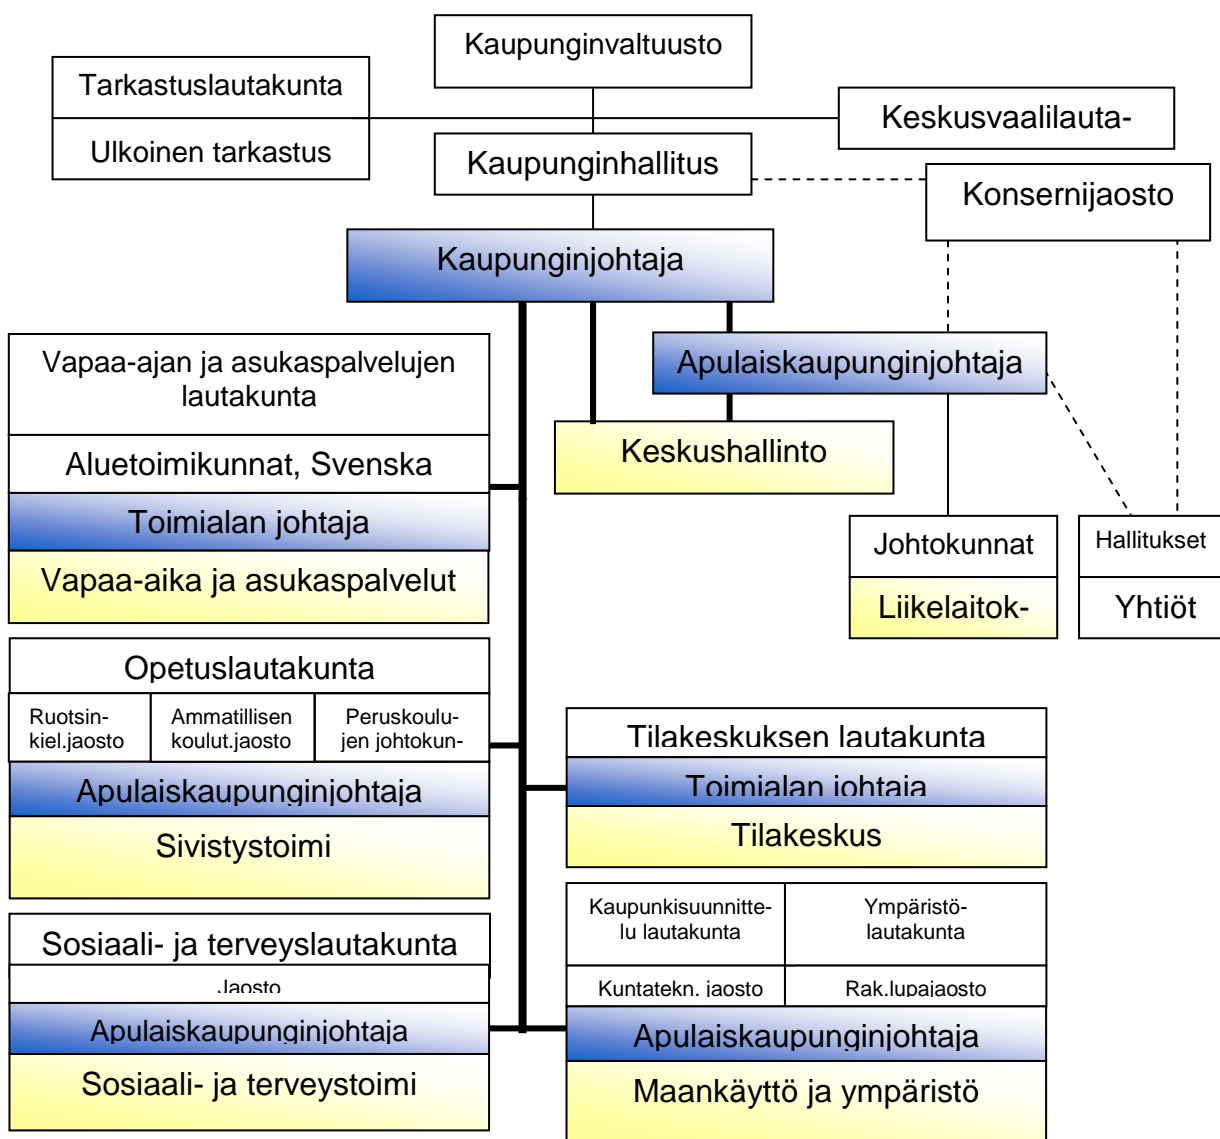 Kaupunginvaltuusto
Tarkastuslautakunta
Ulkoinen tarkastus
Keskusvaalilauta-
Kaupunginhallitus
Konsernijaosto
Kaupunginjohtaja
Apulaiskaupunginjohtaja
Keskushallinto
Johtokunnat
Liikelaitok-
Hallitukset
Yhtiöt
Vapaa-ajan ja asukaspalvelujen
lautakunta
Aluetoimikunnat, Svenska
Toimialan johtaja
Vapaa-aika ja asukaspalvelut
Opetuslautakunta
Ruotsin-
kiel.jaosto
Ammatillisen
koulut.jaosto
Peruskoulu-
jen johtokun-
Apulaiskaupunginjohtaja
Sivistystoimi
Sosiaali- ja terveyslautakunta
Jaosto
Apulaiskaupunginjohtaja
Sosiaali- ja terveystoimi
Tilakeskuksen lautakunta
Toimialan johtaja
Tilakeskus
Kaupunkisuunnitte-
lu lautakunta
Ympäristö-
lautakunta
Kuntatekn. jaosto
Rak.lupajaosto
Apulaiskaupunginjohtaja
Maankäyttö ja ympäristö